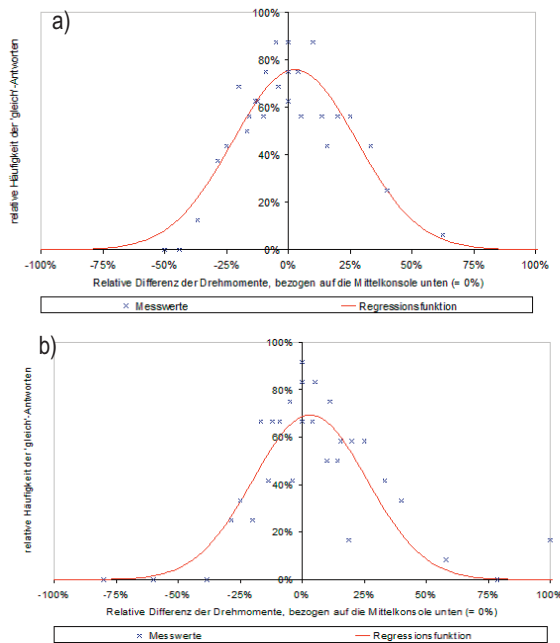 a)
relative Häufigkeit der 'gleich'-Antworten
100%
80%
60%
40%
20%
0%
-100% -75% -50% -25% 0% 25% 50% 75% 100%
Relative Differenz der Drehmomente, bezogen auf die Mittelkonsole unten (= 0%)
Messwerte Regressionsfunktion
b)
relative Häufigkeit der 'gleich'-Antworten
100%
80%
60%
40%
20%
0%
-100% -75% -50% -25% 0% 25% 50% 75% 100%
Relative Differenz der Drehmomente, bezogen auf die Mittelkonsole unten (= 0%)
Messwerte Regressionsfunktion